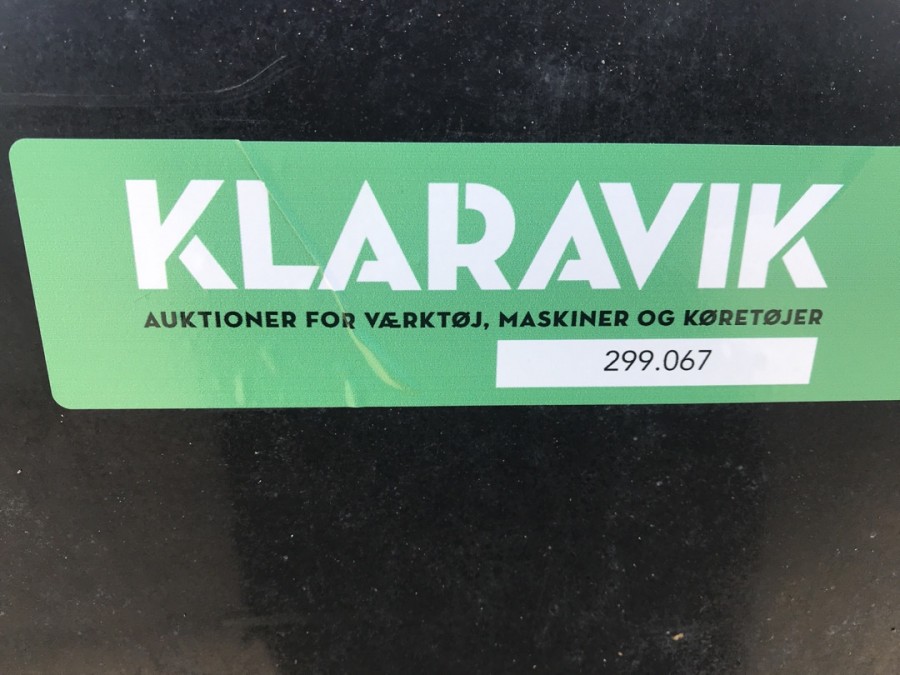 KLARAVIK
AUKTIONER FOR VÆRKTØJ, MASKINER OG KØRETØJER
299.067